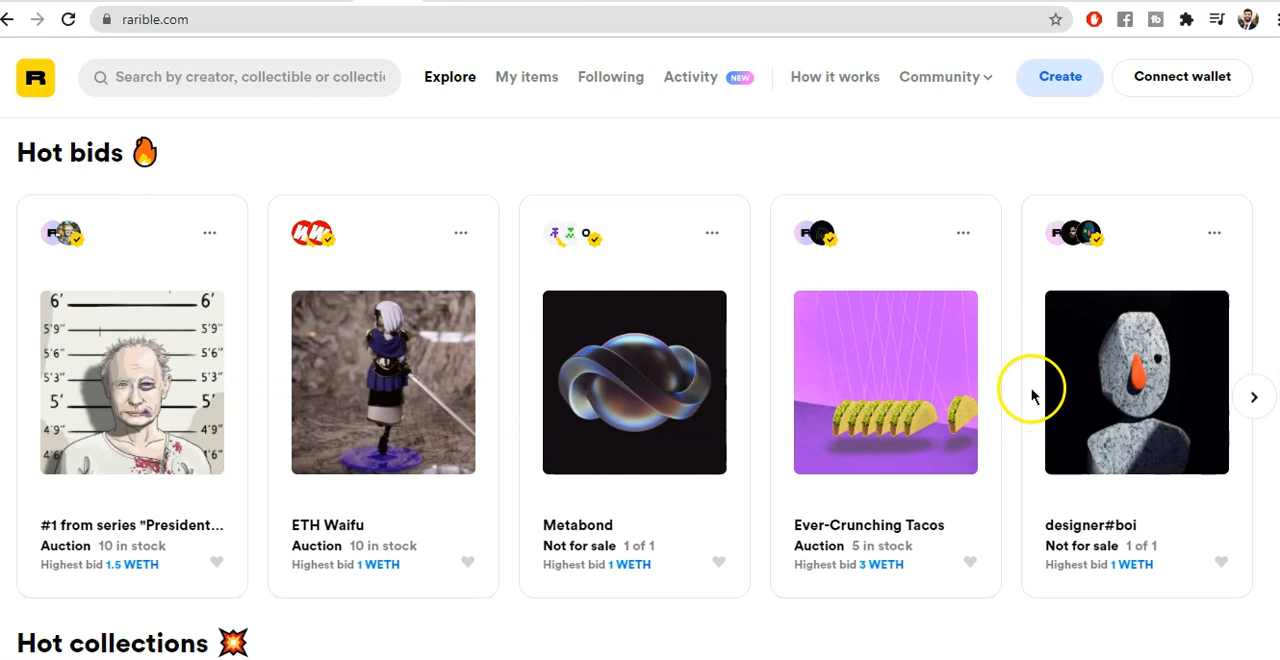 rarible.com
R
Search by creator, collectible or collecti
Explore
My items
Following
Activity NEW
How it works
Community
Create
Connect wallet
Hot bids 🔥
6' 6'
5'9" 5'9"
5'6" 5'6"
5'3" 5'3"
5' 5'
4'9" 4'9"
4'6 1'6"
#1 from series "President...
Auction 10 in stock
Highest bid 1.5 WETH
ETH Waifu
Auction 10 in stock
Highest bid 1 WETH
Metabond
Not for sale 1 of 1
Highest bid 1 WETH
Ever-Crunching Tacos
Auction 5 in stock
Highest bid 3 WETH
designer#boi
Not for sale 1 of 1
Highest bid 1 WETH
Hot collections 💥